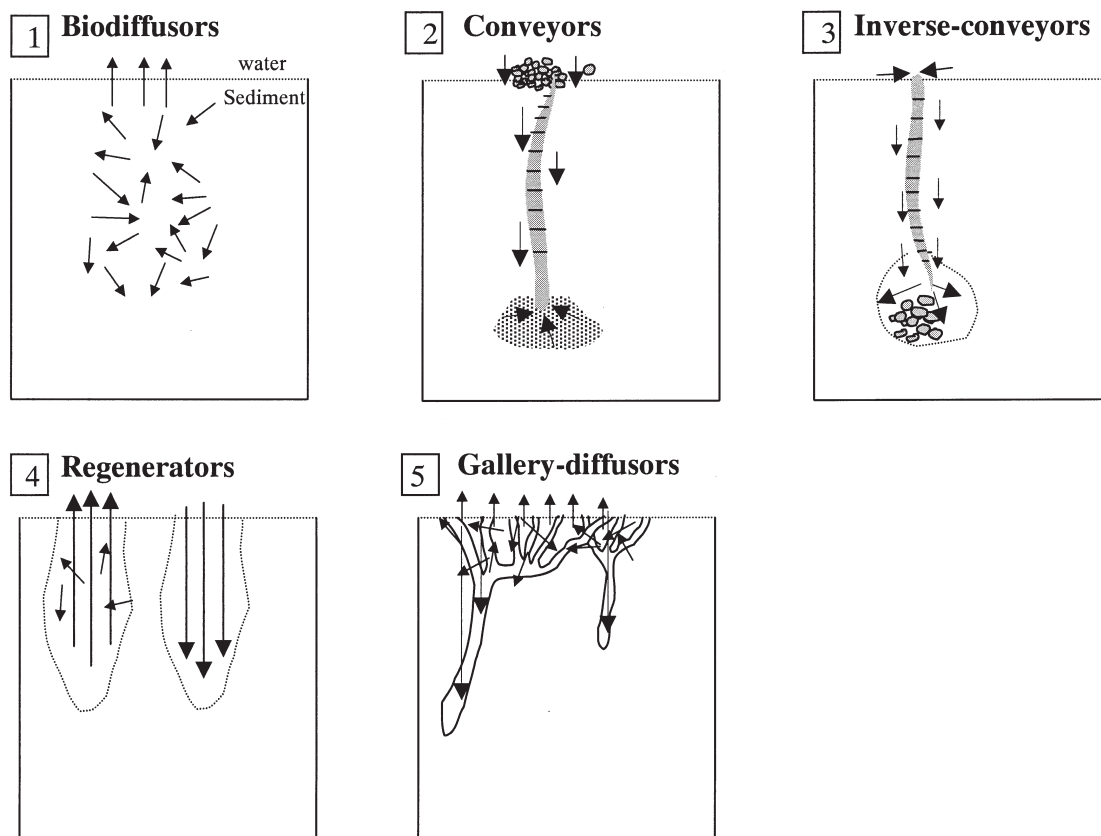 1 Biodiffusors
water
Sediment
2 Conveyors
3 Inverse-conveyors
4 Regenerators
5 Gallery-diffusors